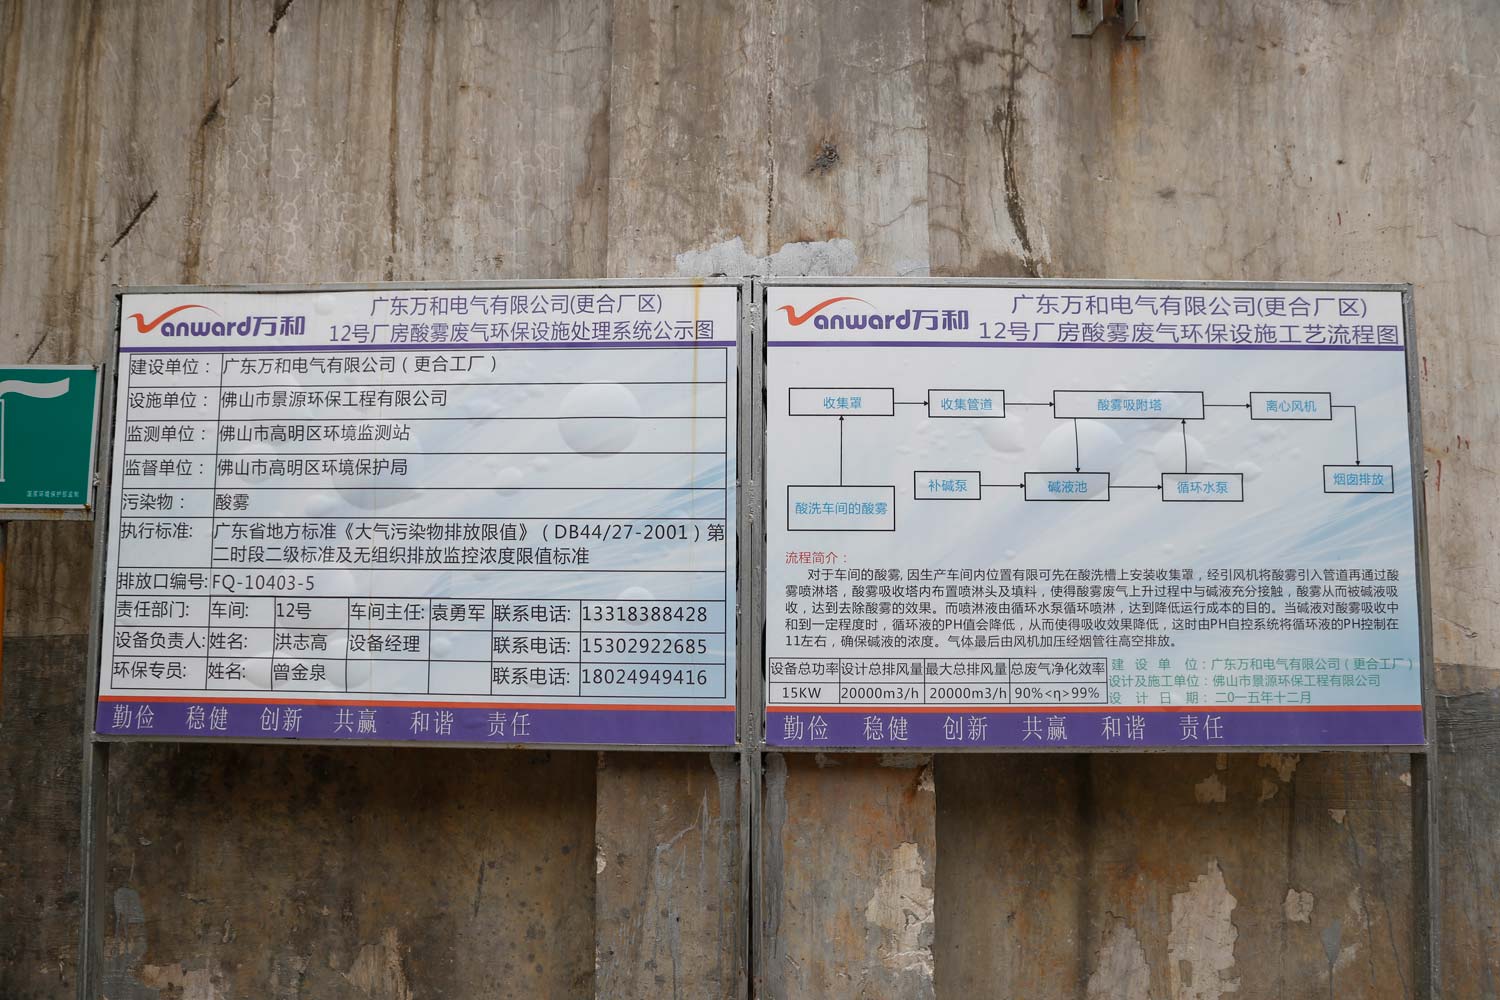 Vanward万和
广东万和电气有限公司(更合厂区)
12号厂房酸雾废气环保设施处理系统公示图
建设单位： 广东万和电气有限公司（更合工厂）
设施单位： 佛山市景源环保工程有限公司
监测单位： 佛山市高明区环境监测站
监督单位： 佛山市高明区环境保护局
污染物： 酸雾
执行标准: 广东省地方标准《大气污染物排放限值》（DB44/27-2001）第
二时段二级标准及无组织排放监控浓度限值标准
排放口编号: FQ-10403-5
责任部门: 车间: 12号 车间主任: 袁勇军 联系电话: 13318388428
设备负责人: 姓名: 洪志高 设备经理 联系电话: 15302922685
环保专员: 姓名: 曾金泉 联系电话: 18024949416
勤俭 稳健 创新 共赢 和谐 责任
国家环境保护部监制
Vanward万和
广东万和电气有限公司(更合厂区)
12号厂房酸雾废气环保设施工艺流程图
收集罩 收集管道 酸雾吸附塔 离心风机
酸洗车间的酸雾 补碱泵 碱液池 循环水泵 烟囱排放
流程简介：
对于车间的酸雾, 因生产车间内位置有限可先在酸洗槽上安装收集罩，经引风机将酸雾引入管道再通过酸
雾喷淋塔，酸雾吸收塔内布置喷淋头及填料，使得酸雾废气上升过程中与碱液充分接触，酸雾从而被碱液吸
收，达到去除酸雾的效果。而喷淋液由循环水泵循环喷淋，达到降低运行成本的目的。当碱液对酸雾吸收中
和到一定程度时，循环液的PH值会降低，从而使得吸收效果降低，这时由PH自控系统将循环液的PH控制在
11左右，确保碱液的浓度。气体最后由风机加压经烟管往高空排放。
设备总功率 设计总排风量 最大总排风量 总废气净化效率
15KW 20000m3/h 20000m3/h 90%<η>99%
建 设 单 位：广东万和电气有限公司（更合工厂）
设计及施工单位：佛山市景源环保工程有限公司
设 计 日 期：二0一五年十二月
勤俭 稳健 创新 共赢 和谐 责任